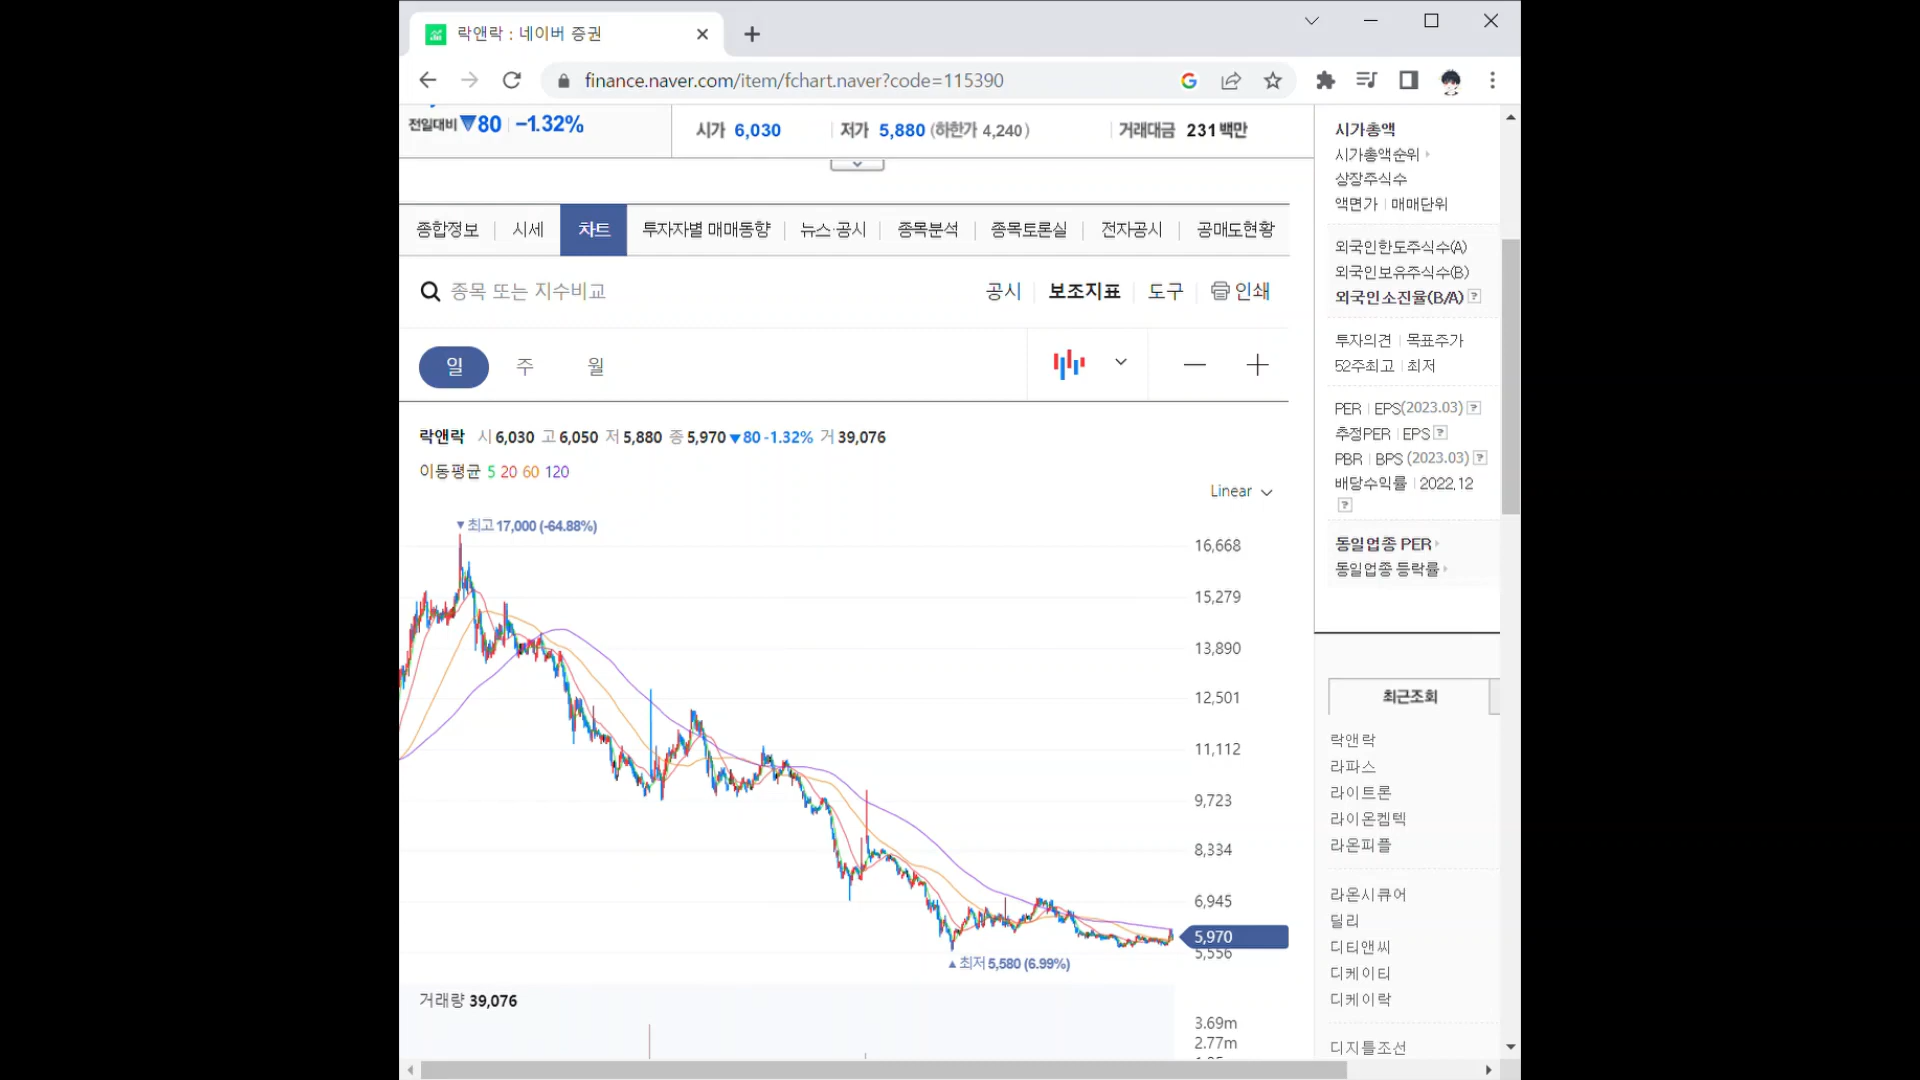 락앤락 : 네이버 증권
finance.naver.com/item/fchart.naver?code=115390
전일대비 ▼80 −1.32%
시가 6,030 저가 5,880 (하한가 4,240) 거래대금 231 백만
종합정보 시세 차트 투자자별 매매동향 뉴스·공시 종목분석 종목토론실 전자공시 공매도현황
종목 또는 지수비교 공시 보조지표 도구 인쇄
일 주 월
락앤락 시 6,030 고 6,050 저 5,880 종 5,970 ▼80 -1.32% 거 39,076
이동평균 5 20 60 120
Linear
▼최고 17,000 (-64.88%)
16,668
15,279
13,890
12,501
11,112
9,723
8,334
6,945
5,970
5,556
▲최저 5,580 (6.99%)
거래량 39,076
3.69m
2.77m
시가총액
시가총액순위
상장주식수
액면가 | 매매단위
외국인한도주식수(A)
외국인보유주식수(B)
외국인소진율(B/A) ?
투자의견 | 목표주가
52주최고 | 최저
PER | EPS(2023.03) ?
추정PER | EPS ?
PBR | BPS (2023.03) ?
배당수익률 | 2022.12
?
동일업종 PER
동일업종 등락률
최근조회
락앤락
라파스
라이트론
라이온켐텍
라온피플
라온시큐어
딜리
디티앤씨
디케이티
디케이락
디지틀조선